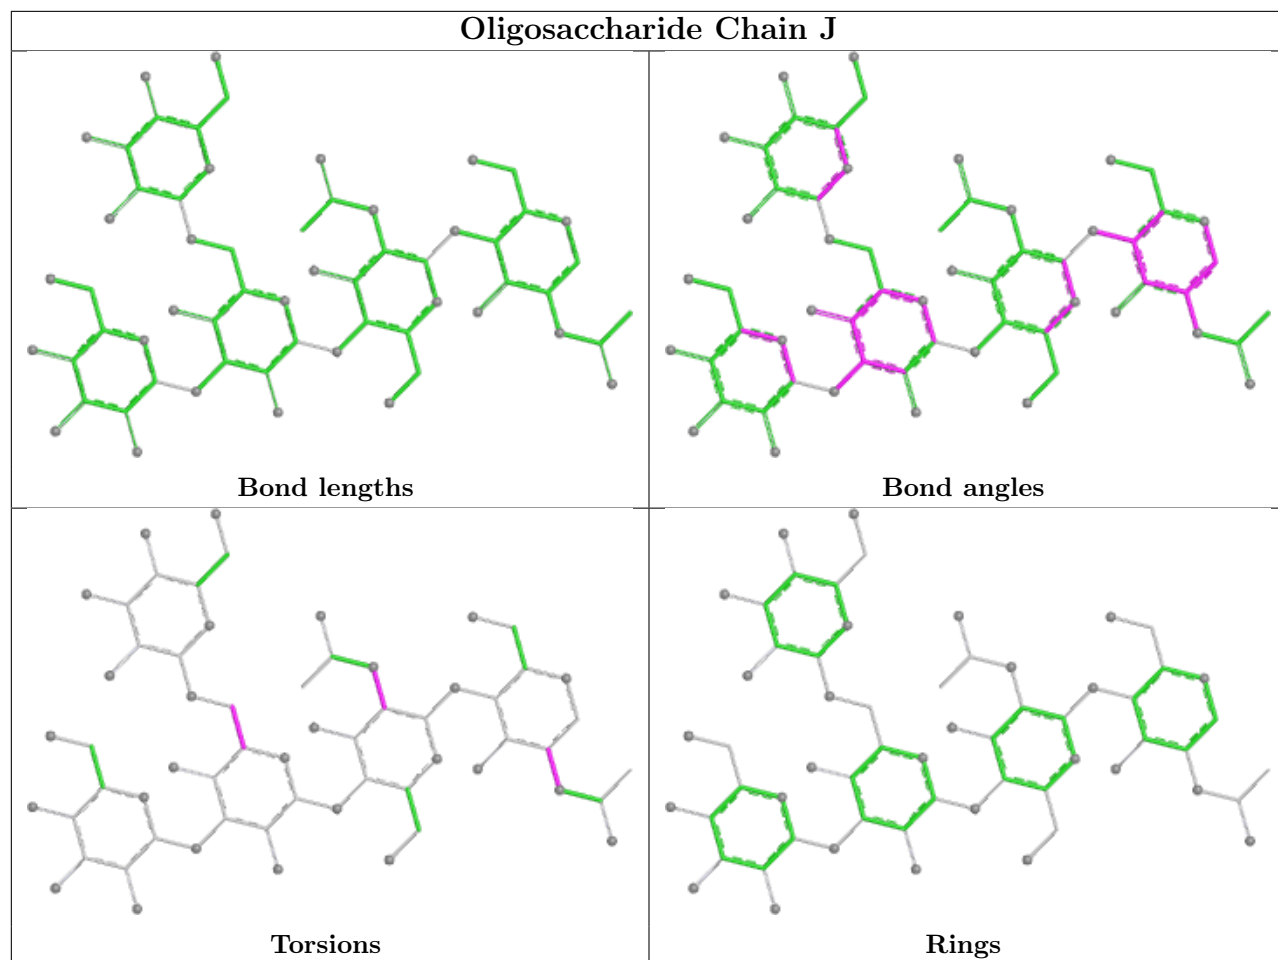 Oligosaccharide Chain J
Bond lengths
Bond angles
Torsions
Rings